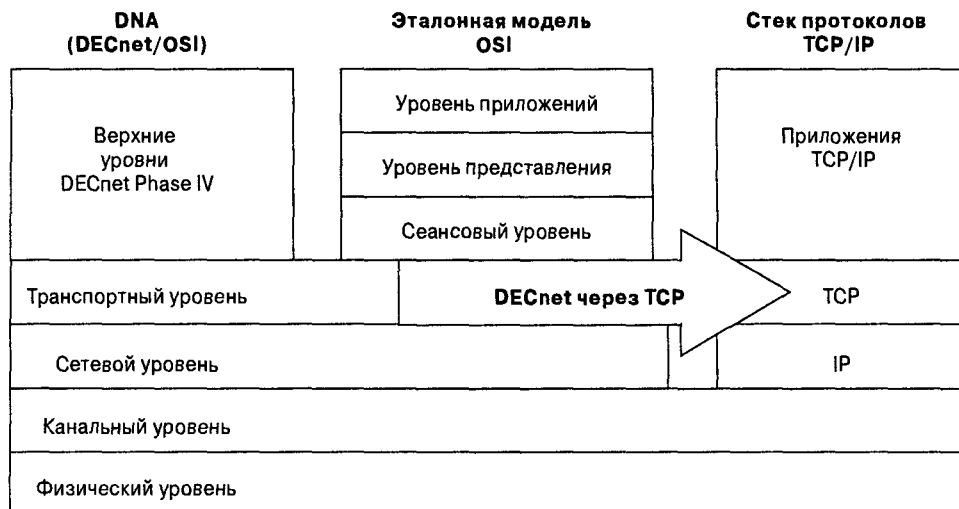 DNA
(DECnet/OSI)
Эталонная модель
OSI
Стек протоколов
TCP/IP
Верхние
уровни
DECnet Phase IV
Уровень приложений
Уровень представления
Сеансовый уровень
Приложения
TCP/IP
Транспортный уровень
DECnet через TCP
TCP
Сетевой уровень
IP
Канальный уровень
Физический уровень